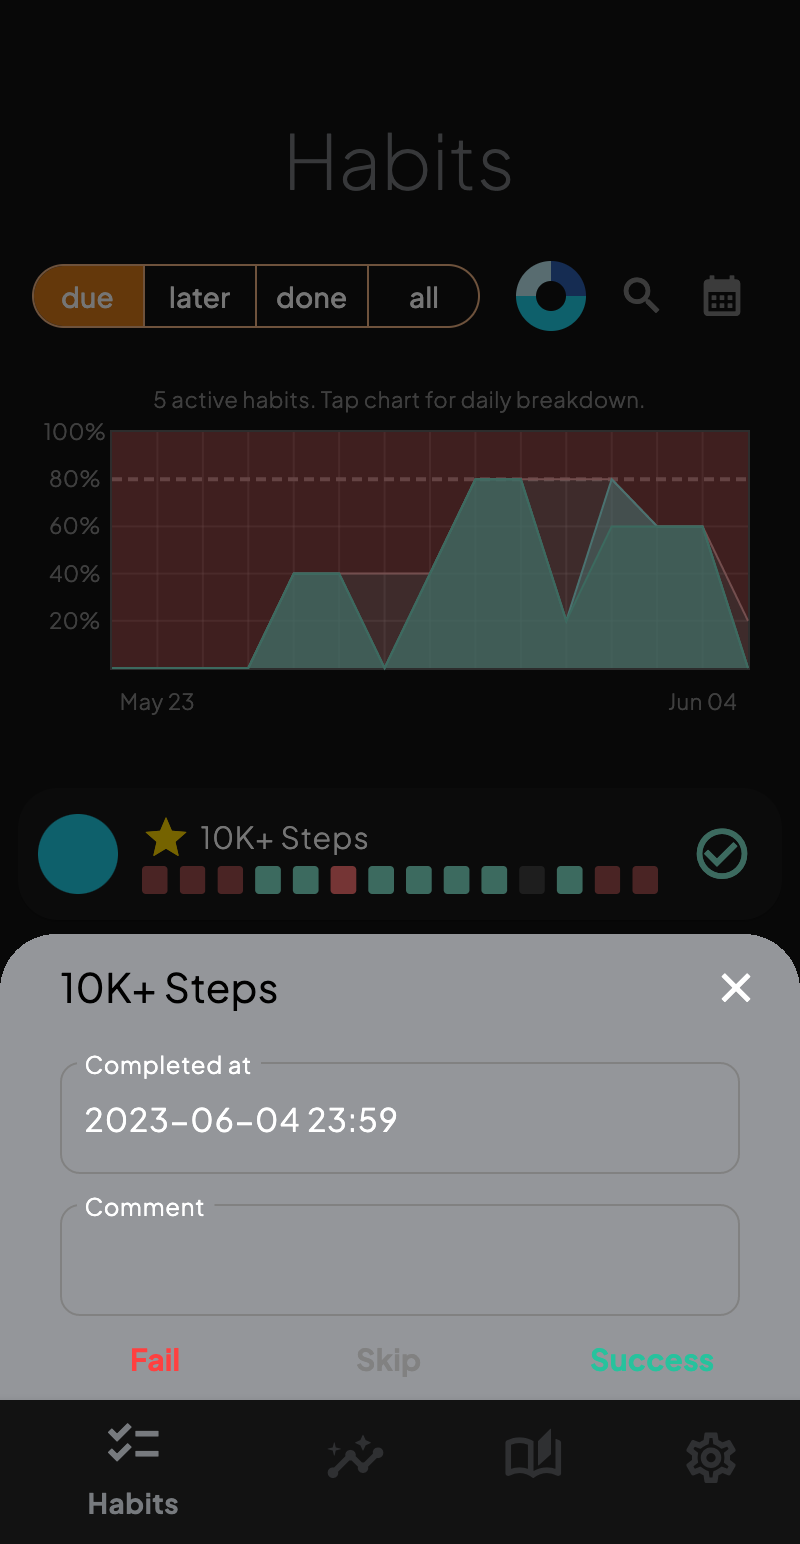 Habits
due later done all
5 active habits. Tap chart for daily breakdown.
100%
80%
60%
40%
20%
May 23 Jun 04
10K+ Steps
10K+ Steps
Completed at
2023-06-04 23:59
Comment
Fail Skip Success
Habits